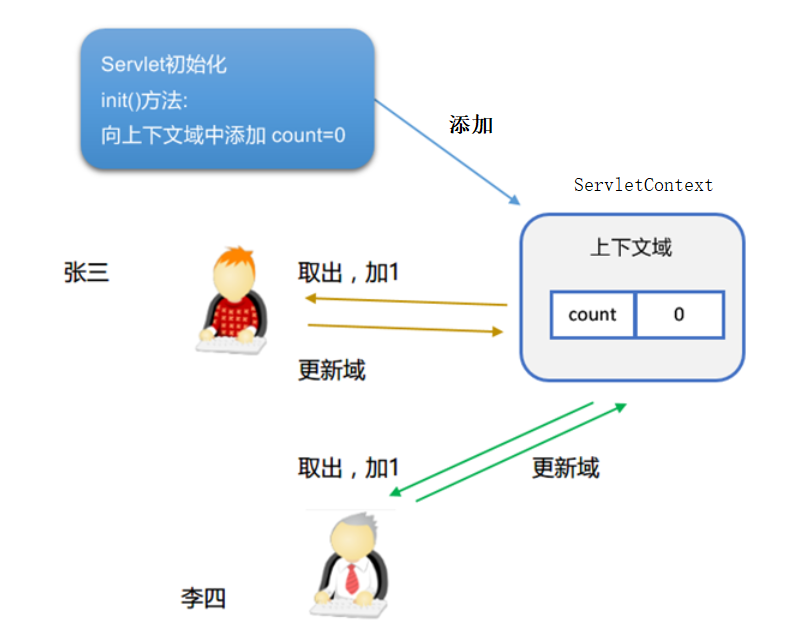 Servlet初始化
init()方法:
向上下文域中添加 count=0
添加
ServletContext
上下文域
count 0
张三
取出，加1
更新域
取出，加1
更新域
李四